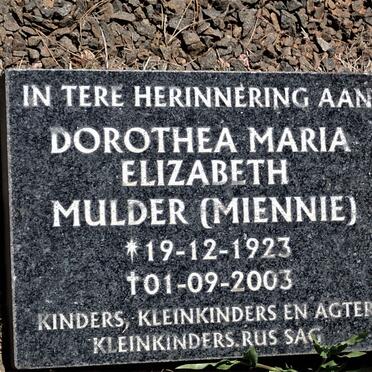 IN TERE HERINNERING AAN
DOROTHEA MARIA
ELIZABETH
MULDER (MIENNIE)
*19-12-1923
†01-09-2003
KINDERS, KLEINKINDERS EN AGTER
KLEINKINDERS.RUS SAG